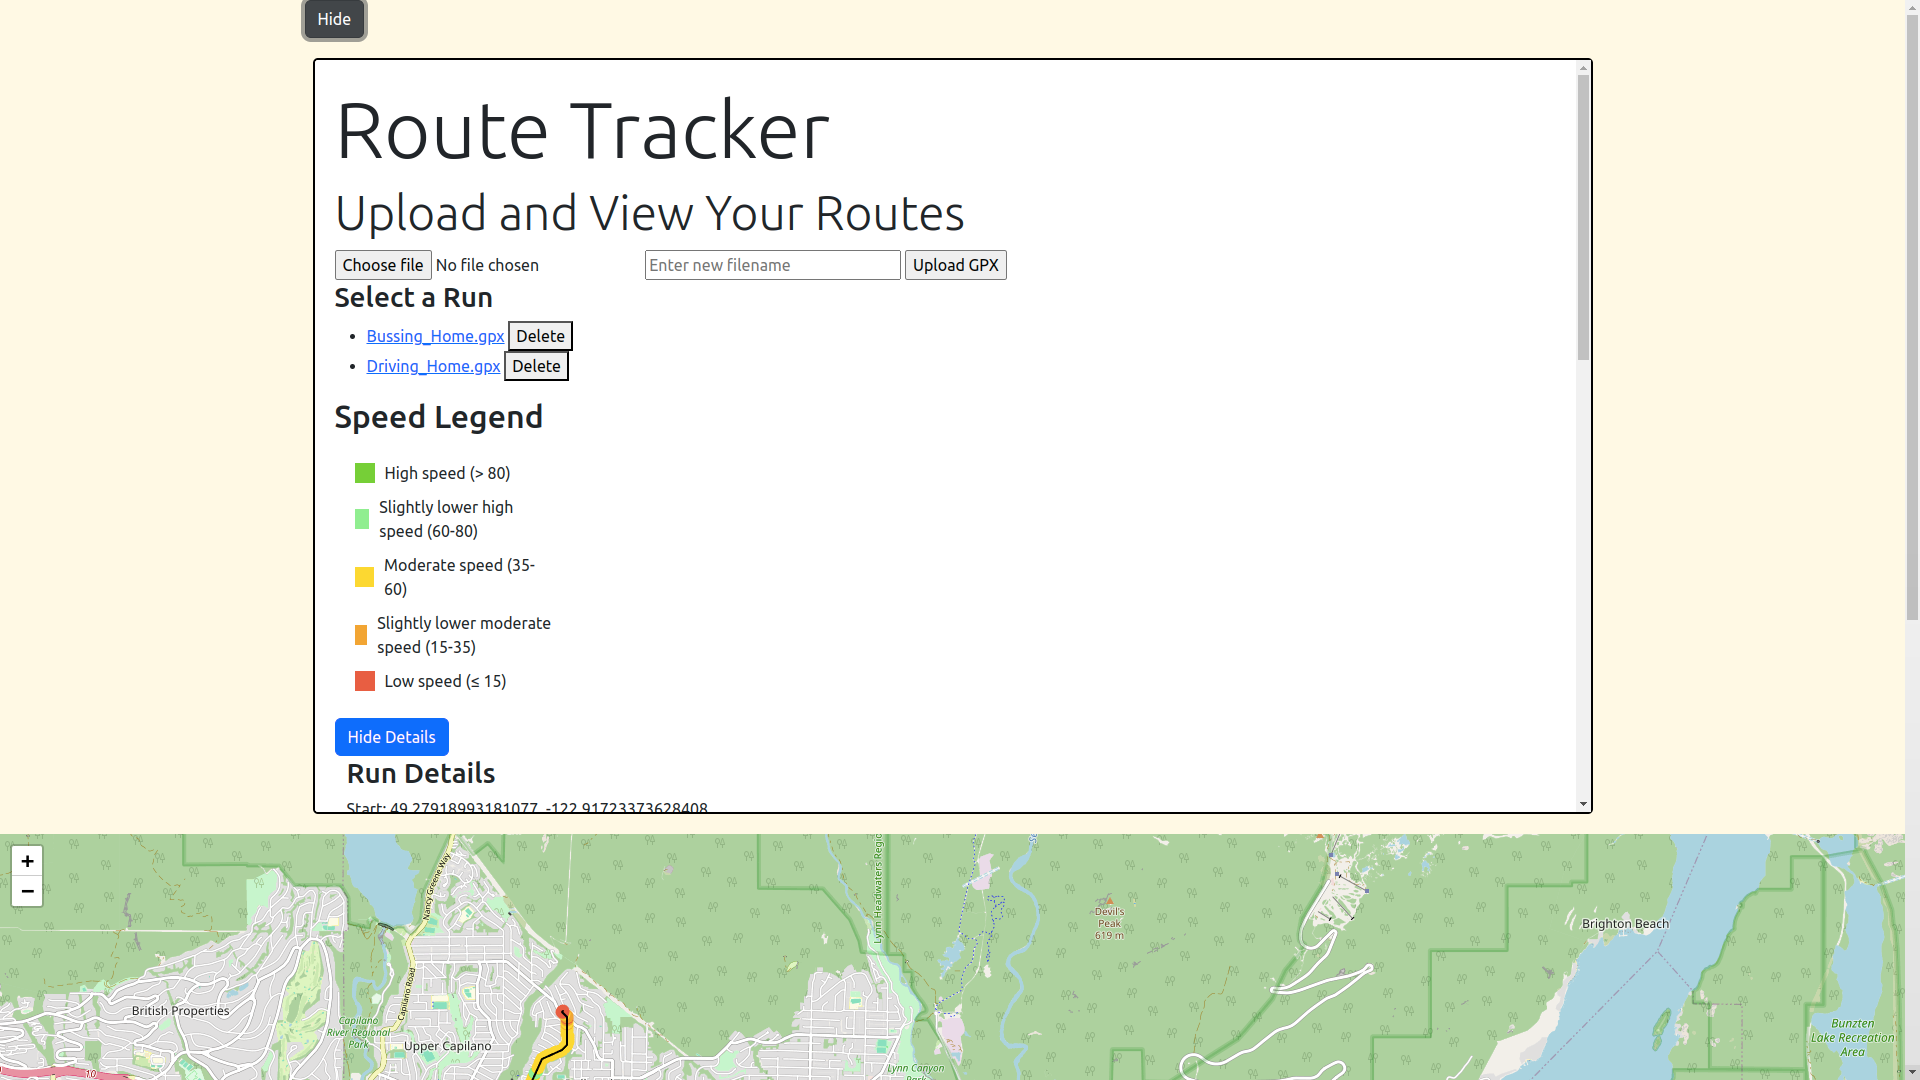 Hide
Route Tracker
Upload and View Your Routes
Choose file No file chosen Enter new filename Upload GPX
Select a Run
Bussing_Home.gpx Delete
Driving_Home.gpx Delete
Speed Legend
High speed (> 80)
Slightly lower high
speed (60-80)
Moderate speed (35-
60)
Slightly lower moderate
speed (15-35)
Low speed (≤ 15)
Hide Details
Run Details
Start: 49.27918993181077, -122.91723373628408
+
−
Nancy Greene Way
Lynn Headwaters Regi
Devil's
Peak
619 m
Brighton Beach
British Properties
Capilano Road
Capilano
River Regional
Park
Upper Capilano
Bunzten
Lake Recreation
Area
Lynn Canyon
10